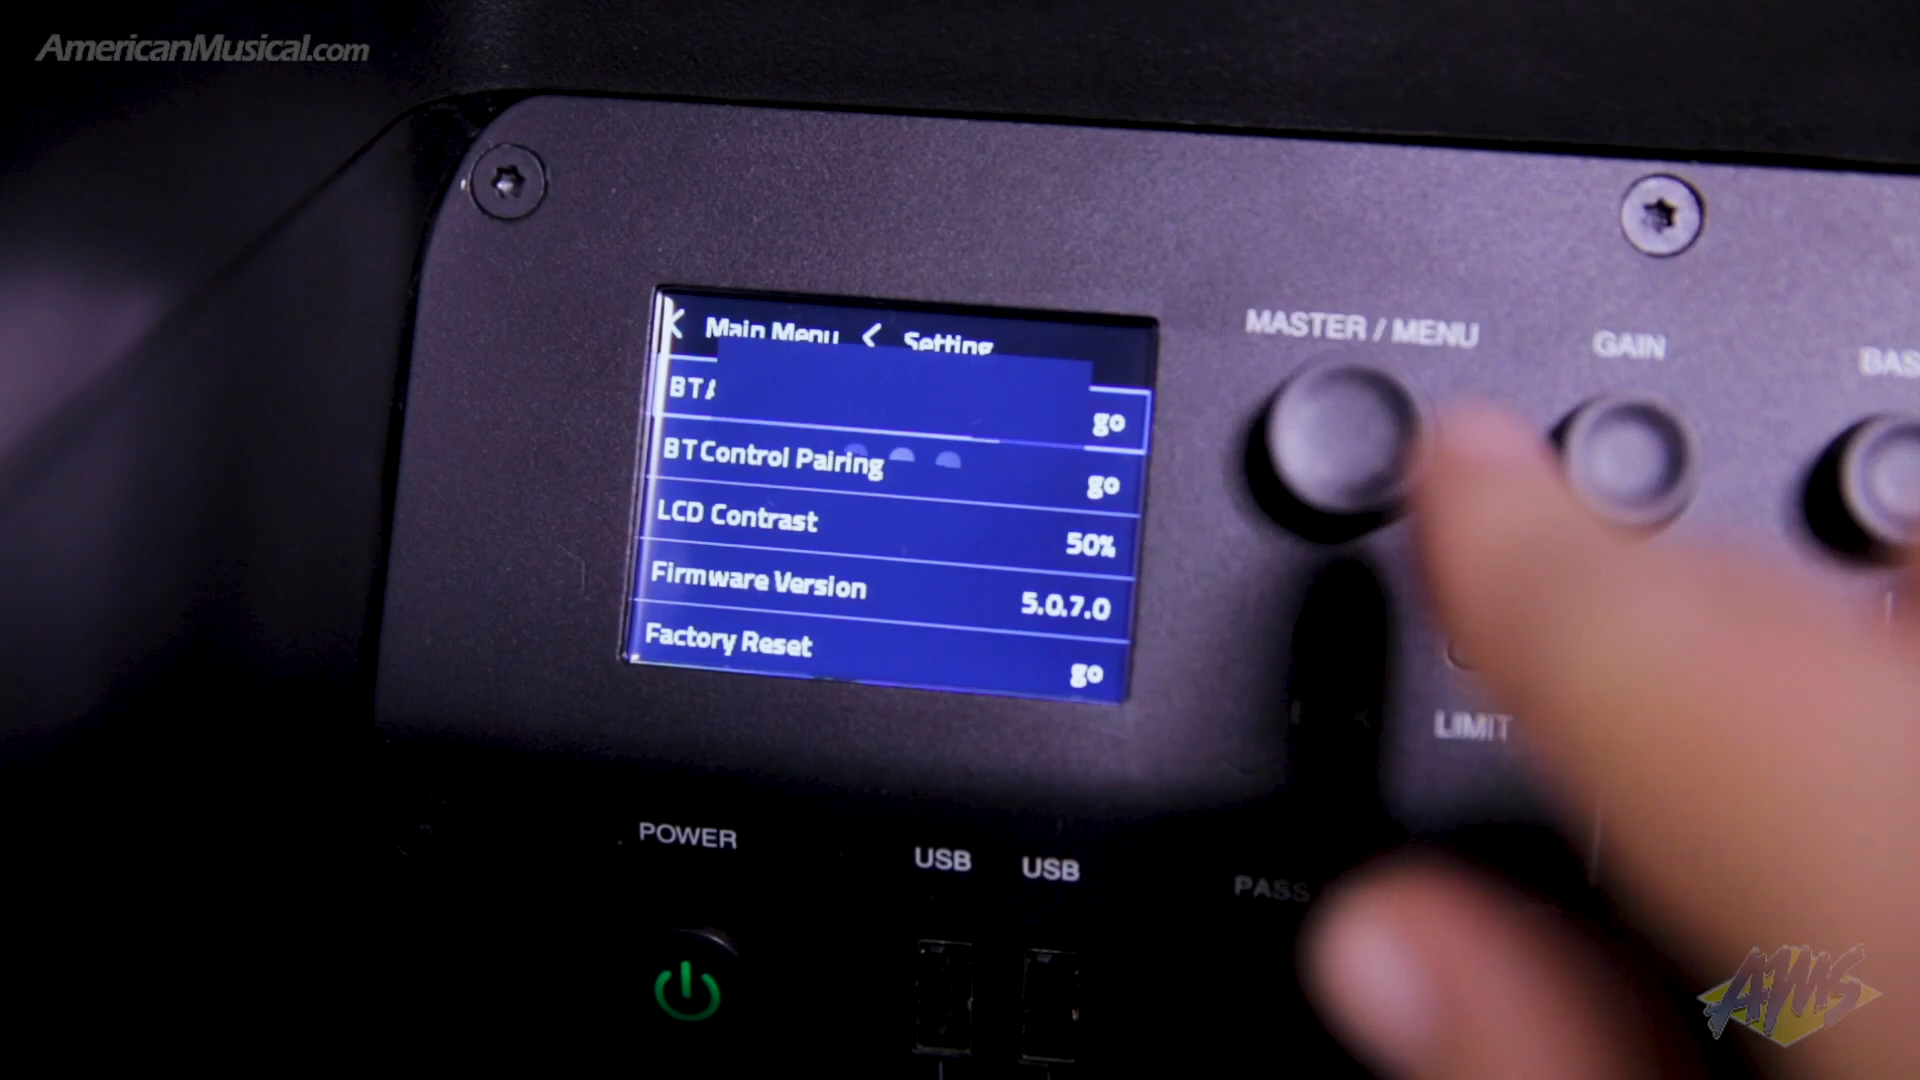 AmericanMusical.com
< Main Menu < Setting
BT
go
BT Control Pairing
go
LCD Contrast
50%
Firmware Version
5.0.7.0
Factory Reset
go
MASTER / MENU
GAIN
BAS
LIMIT
POWER
USB
USB
PASS
AMS